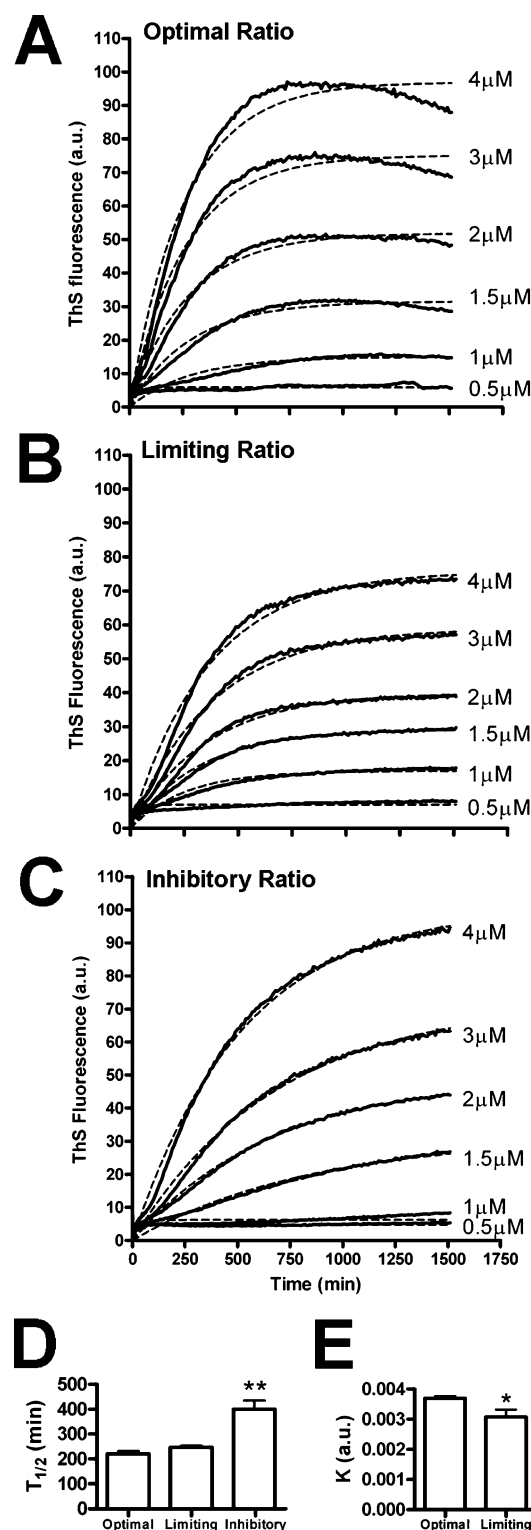 A
Optimal Ratio
ThS fluorescence (a.u.)
110
100
90
80
70
60
50
40
30
20
10
0
4μM
3μM
2μM
1.5μM
1μM
0.5μM
B
Limiting Ratio
ThS Fluorescence (a.u.)
110
100
90
80
70
60
50
40
30
20
10
0
4μM
3μM
2μM
1.5μM
1μM
0.5μM
C
Inhibitory Ratio
ThS Fluorescence (a.u.)
110
100
90
80
70
60
50
40
30
20
10
0
4μM
3μM
2μM
1.5μM
1μM
0.5μM
0 250 500 750 1000 1250 1500 1750
Time (min)
D
T1/2 (min)
500
400
300
200
100
0
**
Optimal Limiting Inhibitory
E
K (a.u.)
0.004
0.003
0.002
0.001
0.000
*
Optimal Limiting